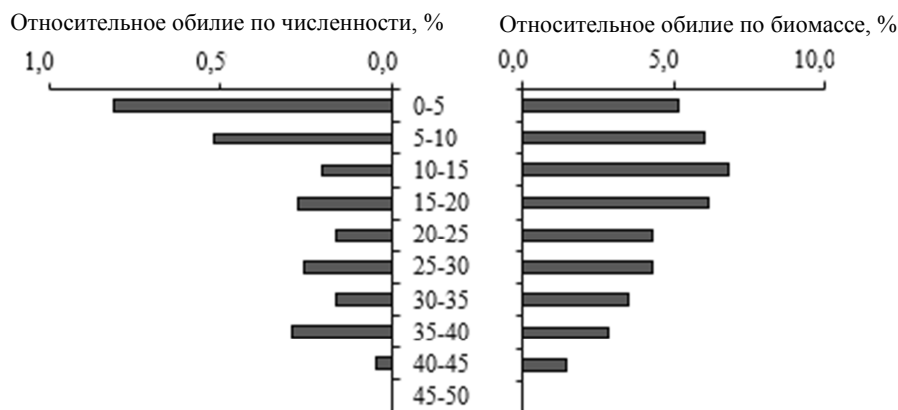 Относительное обилие по численности, %
Относительное обилие по биомассе, %
1,0 0,5 0,0
0,0 5,0 10,0
0-5
5-10
10-15
15-20
20-25
25-30
30-35
35-40
40-45
45-50